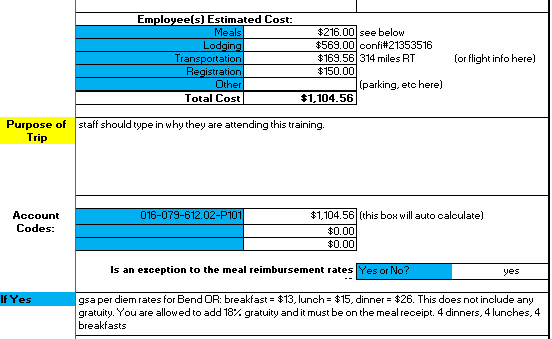 Employee(s) Estimated Cost:
Meals $216.00 see below
Lodging $569.00 confi#21353516
Transportation $169.56 314 miles RT (or flight info here)
Registration $150.00
Other (parking, etc here)
Total Cost $1,104.56
Purpose of Trip staff should type in why they are attending this training.
Account Codes: 016-079-612.02-P101 $1,104.56 (this box will auto calculate)
$0.00
$0.00
Is an exception to the meal reimbursement rates Yes or No? yes
If Yes gsa per diem rates for Bend OR: breakfast = $13, lunch = $15, dinner = $26. This does not include any
gratuity. You are allowed to add 18% gratuity and it must be on the meal receipt. 4 dinners, 4 lunches, 4
breakfasts